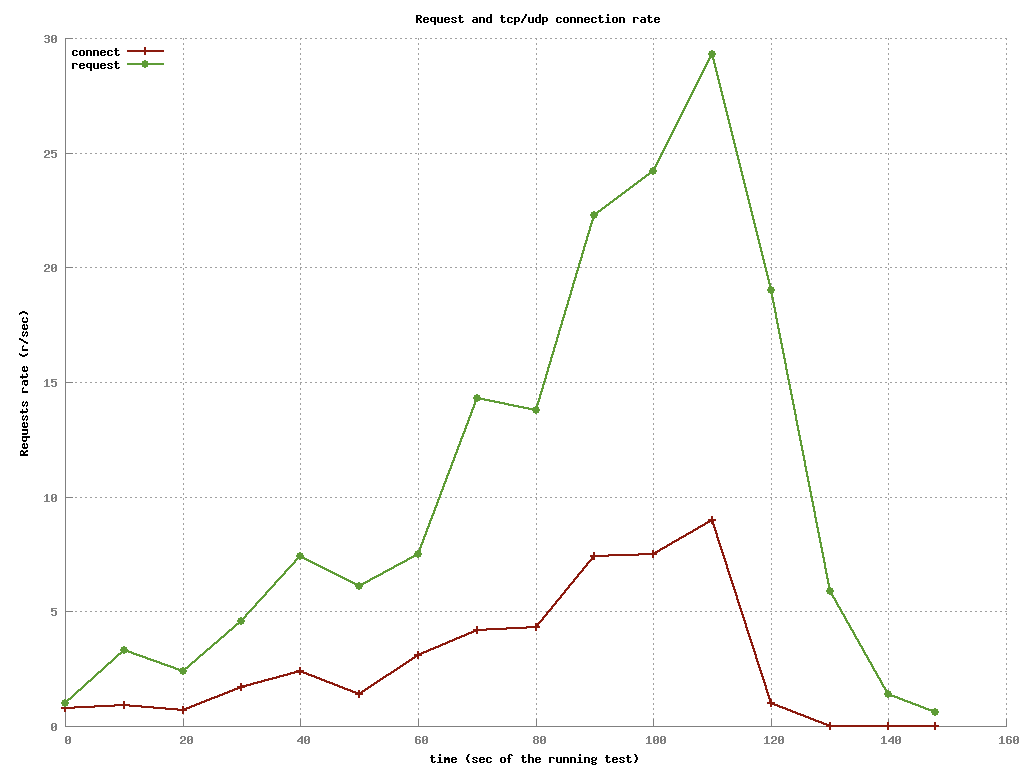 Request and tcp/udp connection rate
connect
request
30
25
20
15
10
5
0
Requests rate (r/sec)
0 20 40 60 80 100 120 140 160
time (sec of the running test)